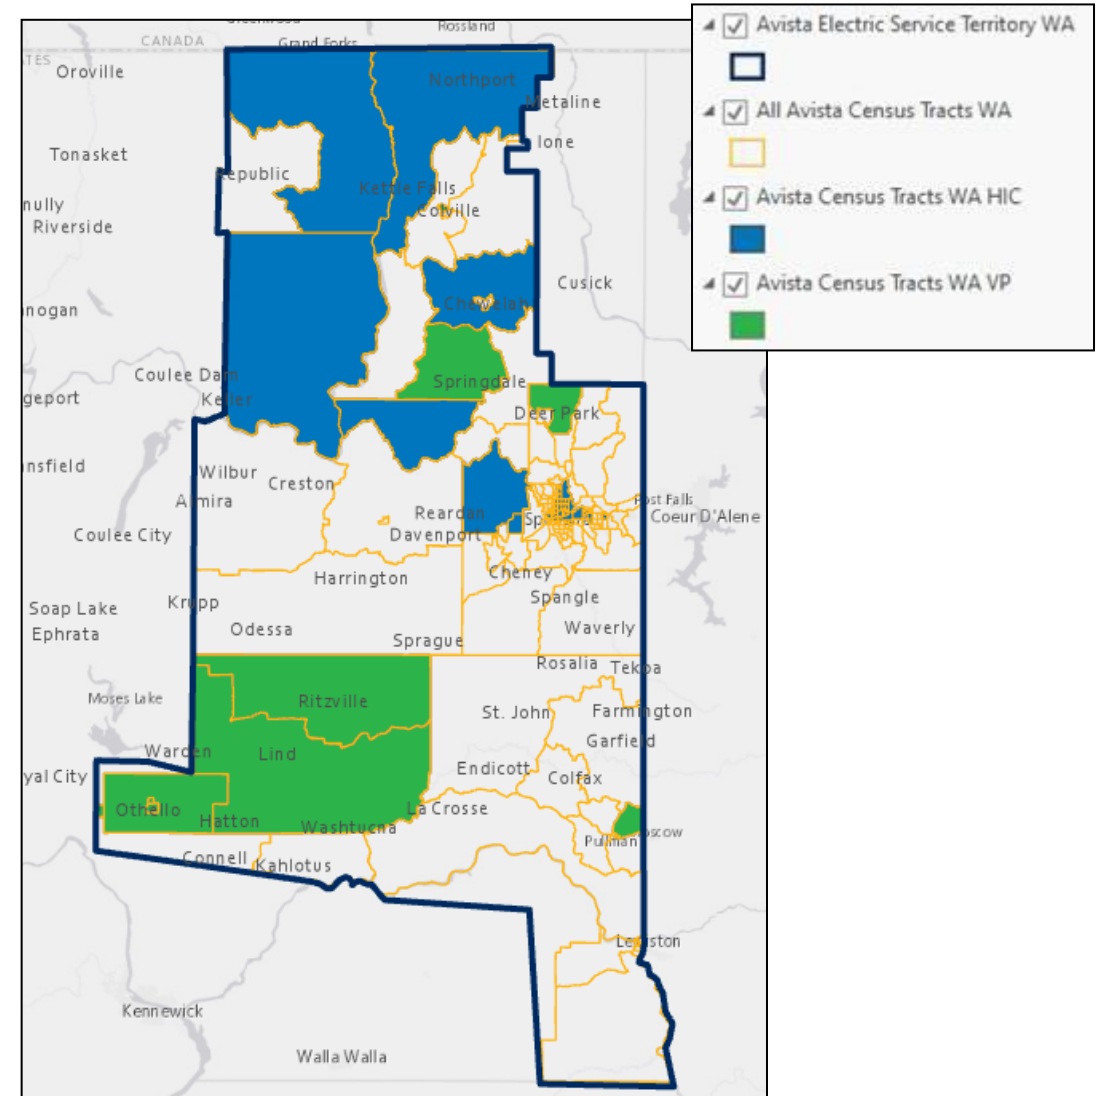 Rossland
CANADA
Grand Forks
Oroville
Northport
Metaline
Ione
Tonasket
Republic
Kettle Falls
Colville
Riverside
Cusick
Chewelah
Coulee Dam
Springdale
Keller
Deer Park
Wilbur
Creston
Almira
Post Falls
Coeur D'Alene
Reardan
Coulee City
Davenport
Harrington
Cheney
Krupp
Spangle
Soap Lake
Ephrata
Odessa
Waverly
Sprague
Rosalia
Tekoa
Moses Lake
Ritzville
St. John
Farmington
Garfield
Warden
Lind
Endicott
Colfax
Othello
La Crosse
Hatton
Washtucna
Pullman
Connell
Kahlotus
Lewiston
Kennewick
Walla Walla
Avista Electric Service Territory WA
All Avista Census Tracts WA
Avista Census Tracts WA HIC
Avista Census Tracts WA VP